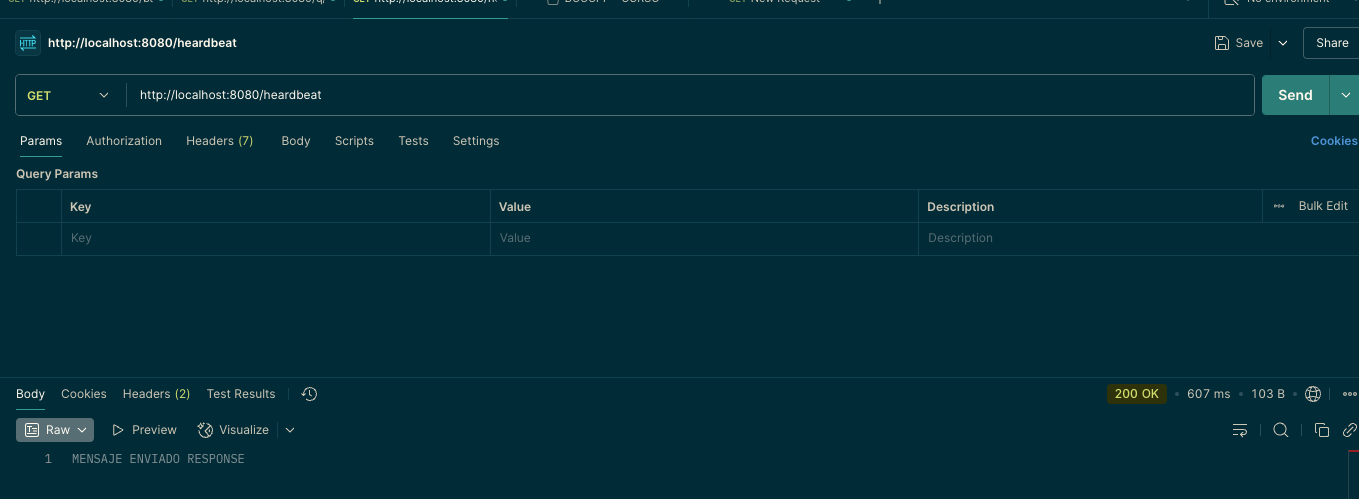 HTTP http://localhost:8080/heardbeat Save Share
GET http://localhost:8080/heardbeat Send
Params Authorization Headers (7) Body Scripts Tests Settings Cookies
Query Params
Key Value Description Bulk Edit
Key Value Description
Body Cookies Headers (2) Test Results 200 OK 607 ms 103 B
Raw Preview Visualize
1 MENSAJE ENVIADO RESPONSE